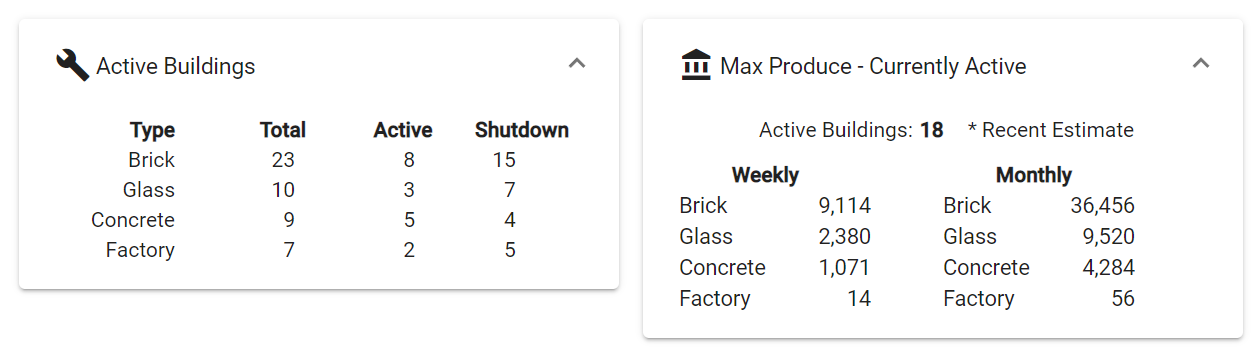 Active Buildings
Type Total Active Shutdown
Brick 23 8 15
Glass 10 3 7
Concrete 9 5 4
Factory 7 2 5
Max Produce - Currently Active
Active Buildings: 18 * Recent Estimate
Weekly Monthly
Brick 9,114 Brick 36,456
Glass 2,380 Glass 9,520
Concrete 1,071 Concrete 4,284
Factory 14 Factory 56